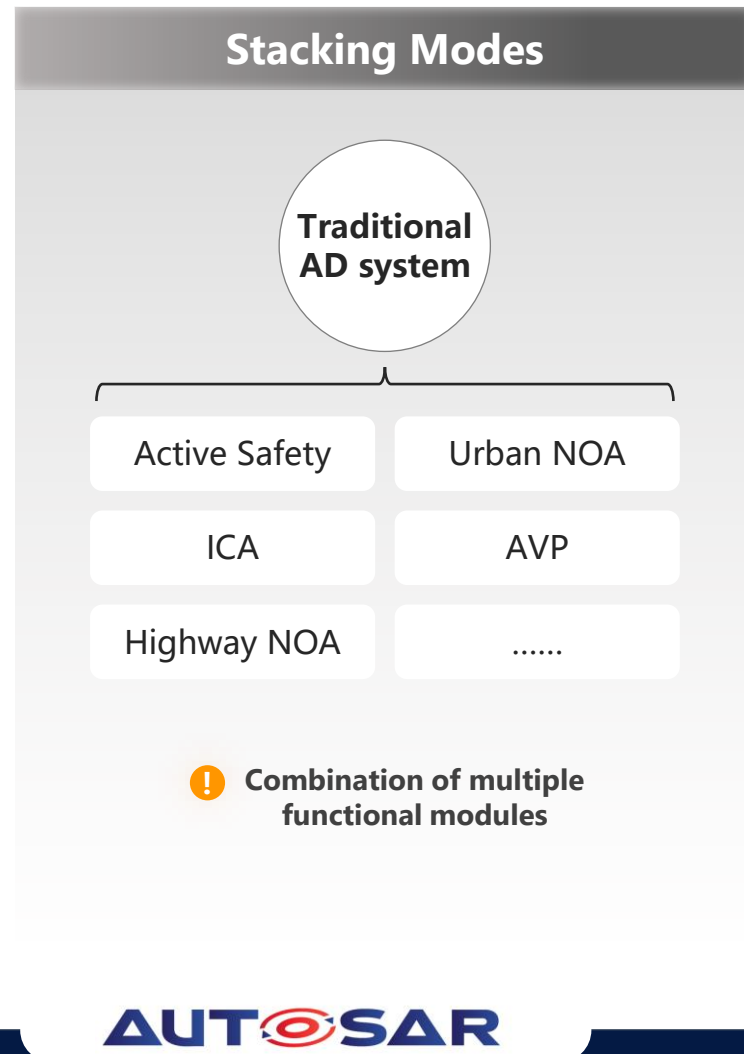 Stacking Modes
Traditional
AD system
Active Safety
Urban NOA
ICA
AVP
Highway NOA
......
!
Combination of multiple
functional modules
AUTOSAR